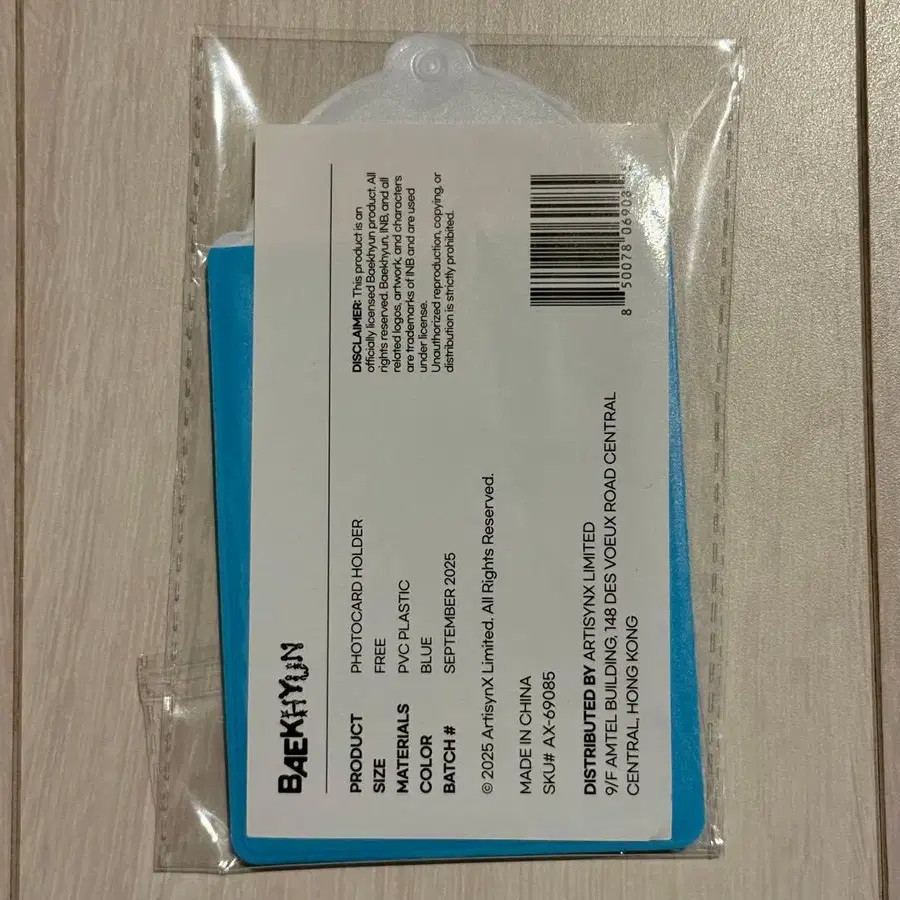 BAEKHYUN
PRODUCT PHOTOCARD HOLDER
SIZE FREE
MATERIALS PVC PLASTIC
COLOR BLUE
BATCH # SEPTEMBER 2025
DISCLAIMER: This product is an
officially licensed Baekhyun product. All
rights reserved. Baekhyun, INB, and all
related logos, artwork, and characters
are trademarks of INB and are used
under license.
Unauthorized reproduction, copying, or
distribution is strictly prohibited.
© 2025 ArtisynX Limited. All Rights Reserved.
MADE IN CHINA
SKU# AX-69085
DISTRIBUTED BY ARTISYNX LIMITED
9/F AMTEL BUILDING, 148 DES VOEUX ROAD CENTRAL
CENTRAL, HONG KONG
8 50078 06903